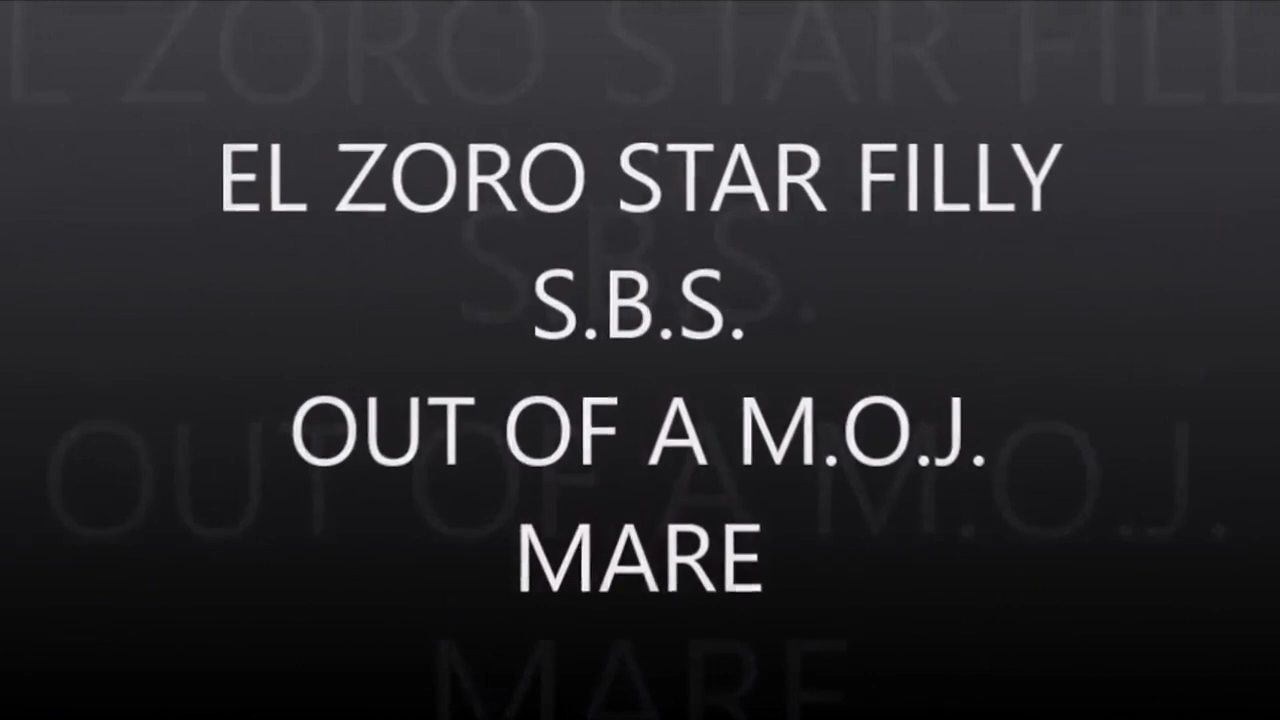 EL ZORO STAR FILLY
S.B.S.
OUT OF A M.O.J.
MARE